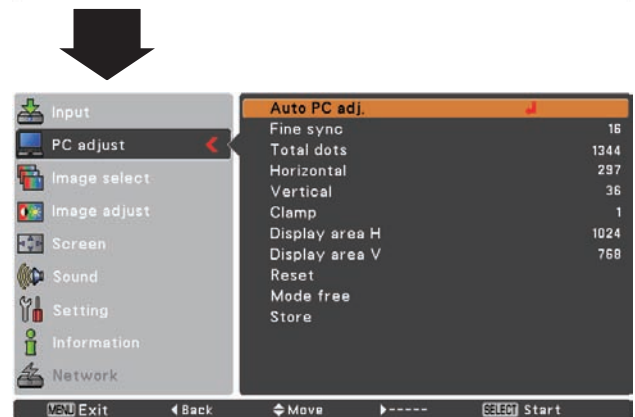 Input
PC adjust
Image select
Image adjust
Screen
Sound
Setting
Information
Network
Auto PC adj.
Fine sync 16
Total dots 1344
Horizontal 297
Vertical 36
Clamp 1
Display area H 1024
Display area V 768
Reset
Mode free
Store
MENU Exit ◀Back Move ▶----- SELECT Start